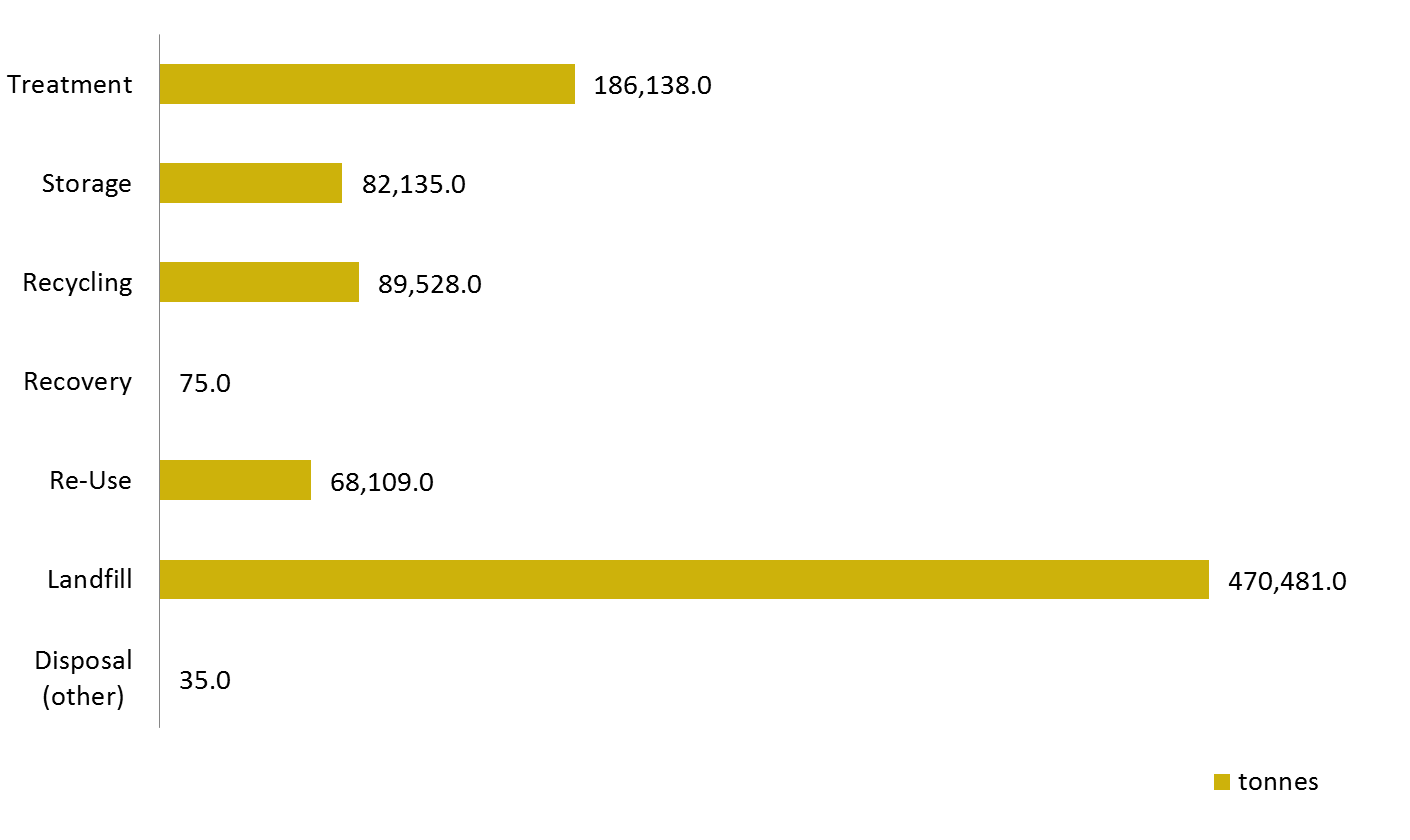 Treatment 186,138.0
Storage 82,135.0
Recycling 89,528.0
Recovery 75.0
Re-Use 68,109.0
Landfill 470,481.0
Disposal
(other) 35.0
tonnes